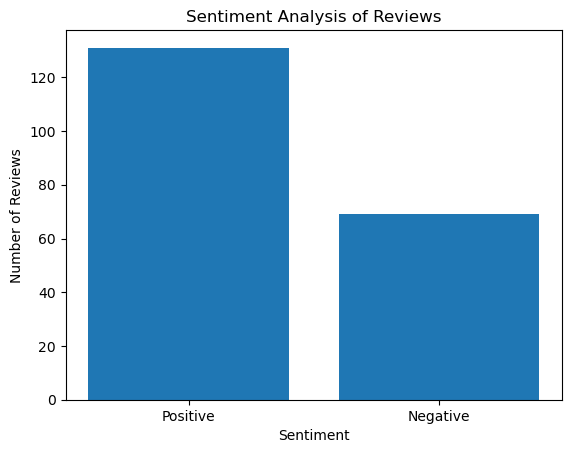 Sentiment Analysis of Reviews
120
100
80
60
40
20
0
Number of Reviews
Positive
Negative
Sentiment